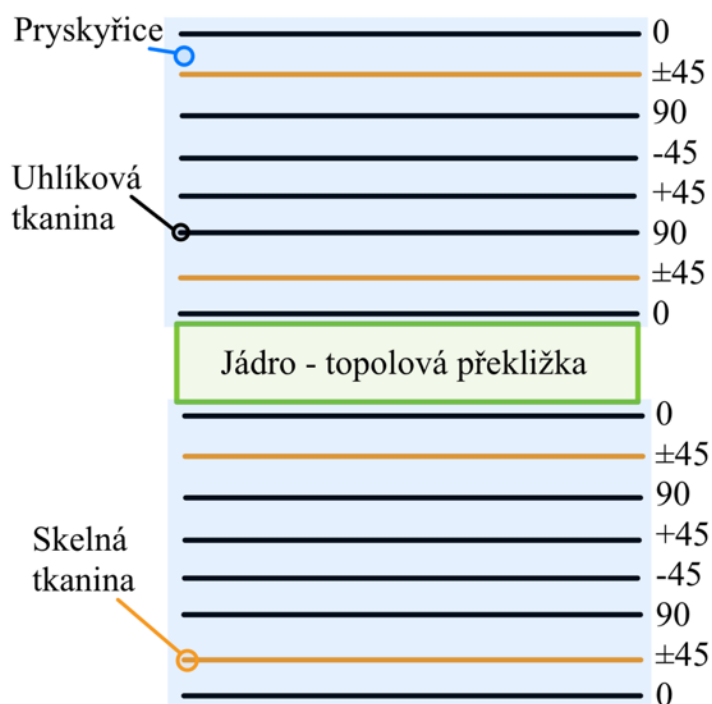 Pryskyřice
0
±45
90
-45
Uhlíková
tkanina
+45
90
±45
0
Jádro - topolová překližka
0
±45
90
+45
Skelná
tkanina
-45
90
±45
0